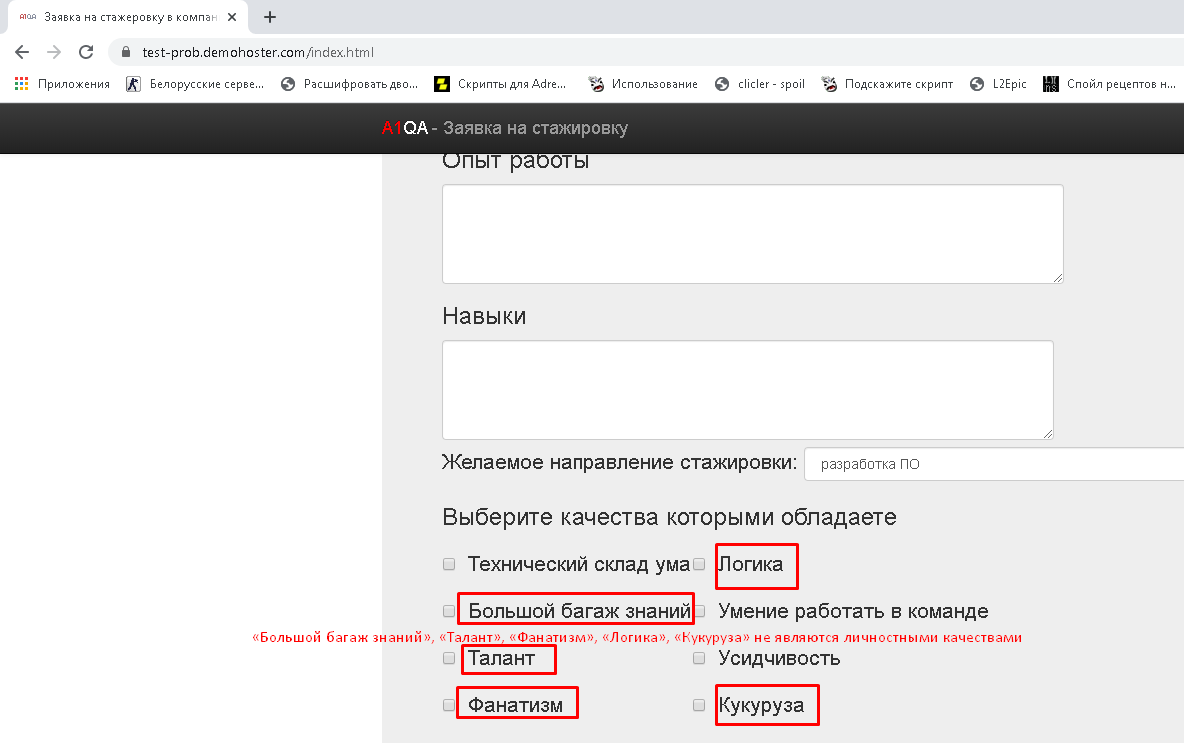 A1QA Заявка на стажировку в компан
test-prob.demohoster.com/index.html
Приложения Белорусские серве... Расшифровать дво... Скрипты для Adre... Использование clicler - spoil Подскажите скрипт L2Epic Спойл рецептов н...
A1QA - Заявка на стажировку
Опыт работы
Навыки
Желаемое направление стажировки: разработка ПО
Выберите качества которыми обладаете
Технический склад ума Логика
Большой багаж знаний Умение работать в команде
«Большой багаж знаний», «Талант», «Фанатизм», «Логика», «Кукуруза» не являются личностными качествами
Талант Усидчивость
Фанатизм Кукуруза